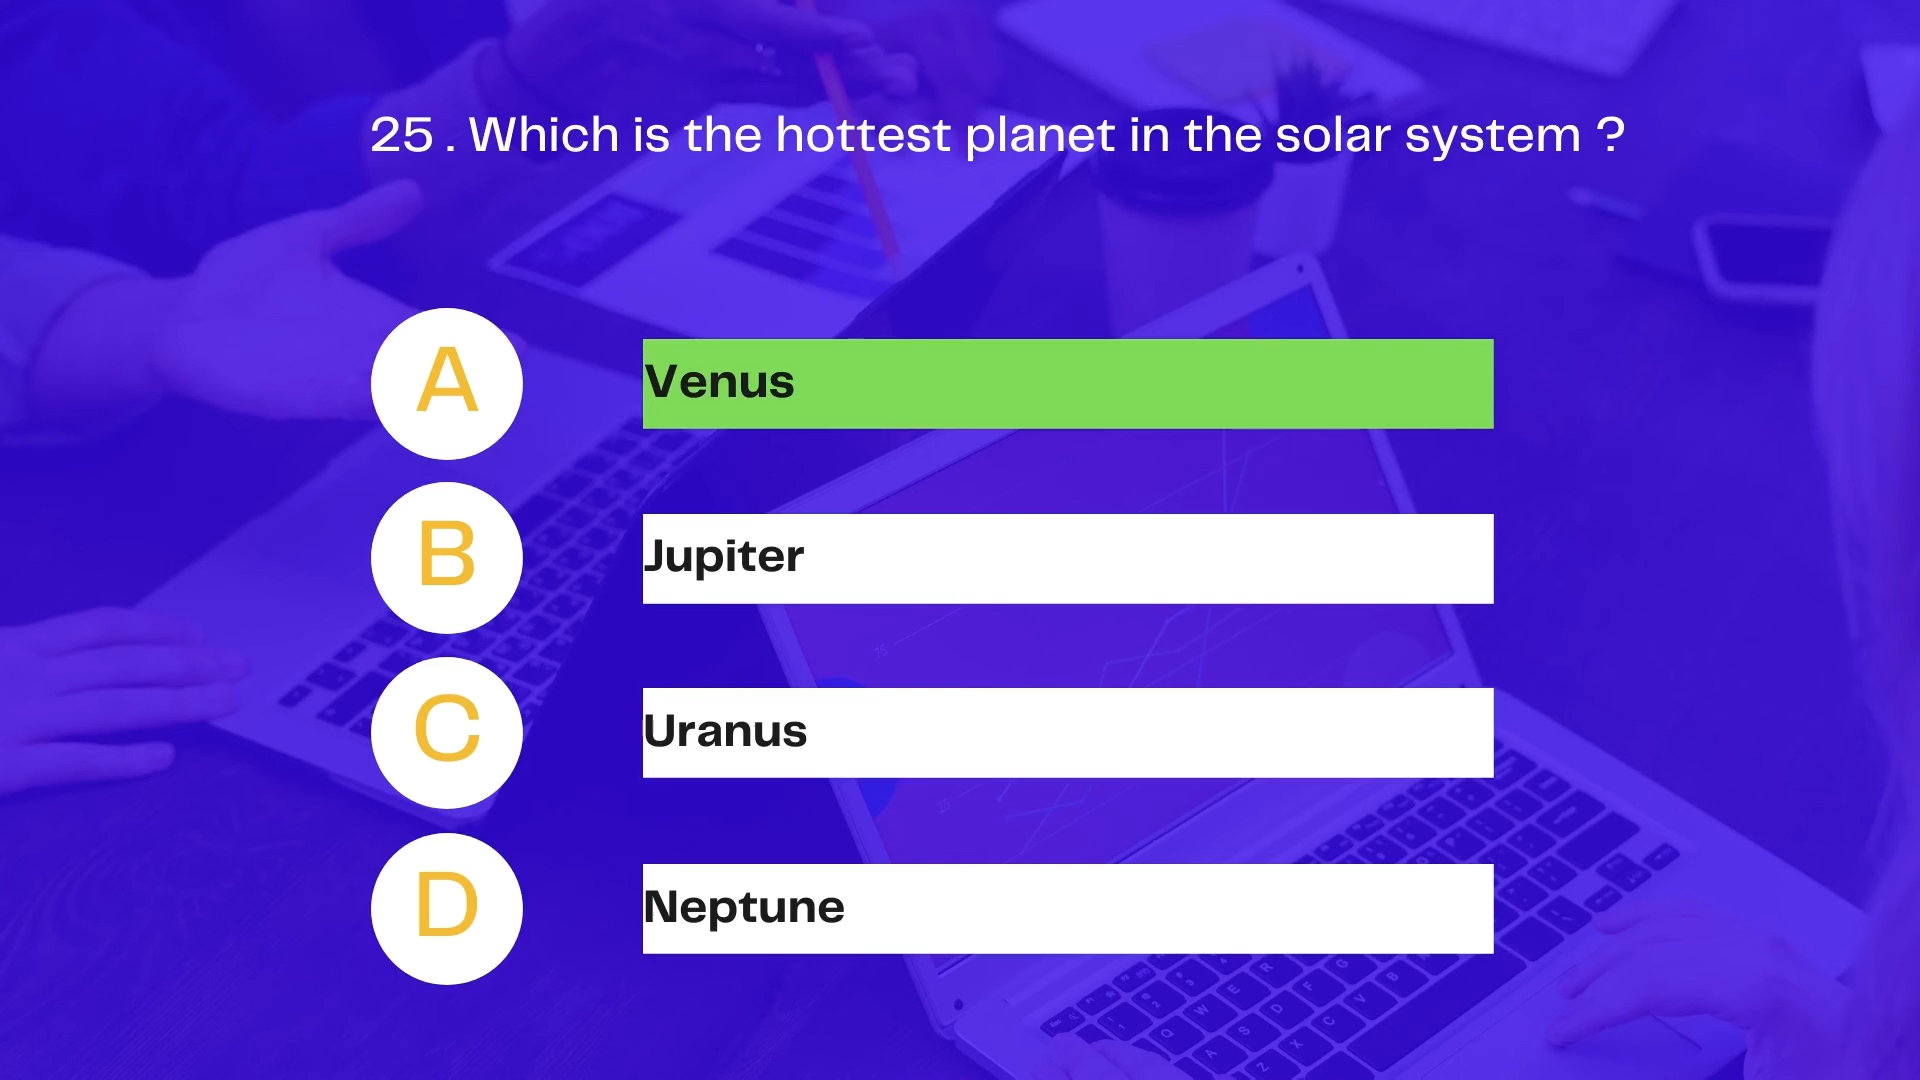 25 . Which is the hottest planet in the solar system ?
A Venus
B Jupiter
C Uranus
D Neptune